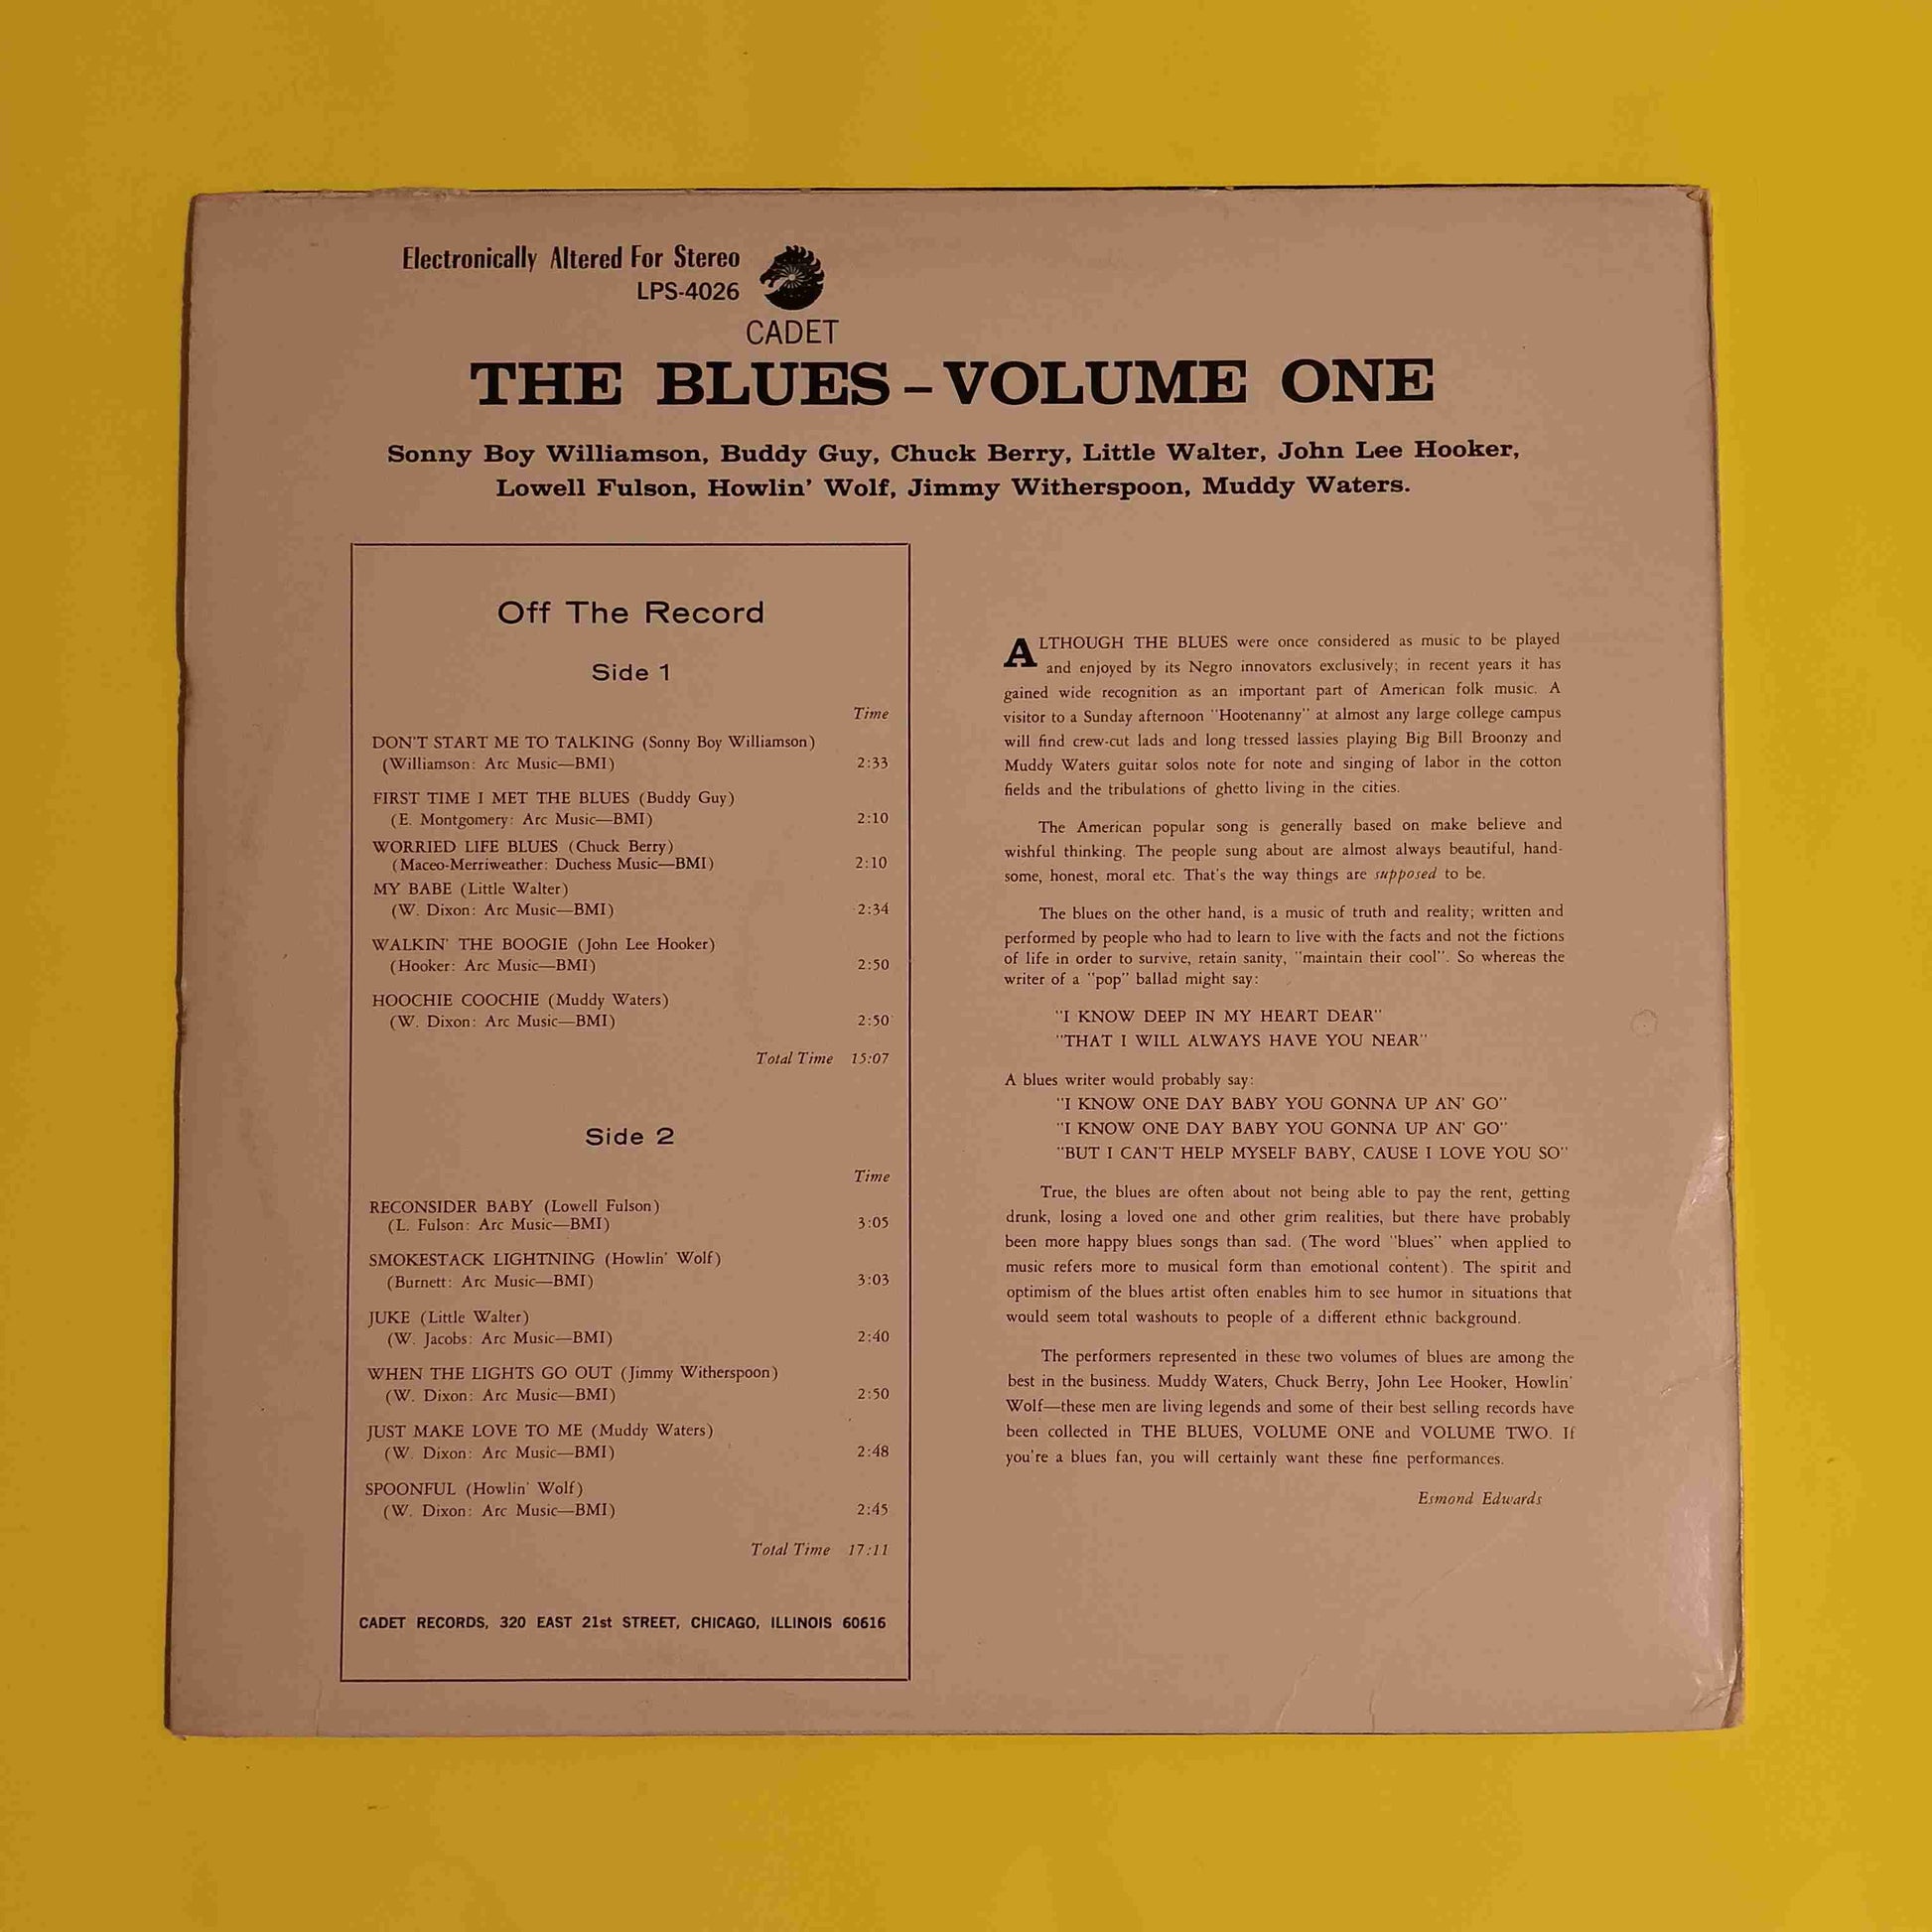 Electronically Altered For Stereo
LPS-4026
CADET
THE BLUES – VOLUME ONE
Sonny Boy Williamson, Buddy Guy, Chuck Berry, Little Walter, John Lee Hooker,
Lowell Fulson, Howlin' Wolf, Jimmy Witherspoon, Muddy Waters.
Off The Record
Side 1
Time
DON'T START ME TO TALKING (Sonny Boy Williamson)
(Williamson: Arc Music—BMI) 2:33
FIRST TIME I MET THE BLUES (Buddy Guy)
(E. Montgomery: Arc Music—BMI) 2:10
WORRIED LIFE BLUES (Chuck Berry)
(Maceo-Merriweather: Duchess Music—BMI) 2:10
MY BABE (Little Walter)
(W. Dixon: Arc Music—BMI) 2:34
WALKIN' THE BOOGIE (John Lee Hooker)
(Hooker: Arc Music—BMI) 2:50
HOOCHIE COOCHIE (Muddy Waters)
(W. Dixon: Arc Music—BMI) 2:50
Total Time 15:07
Side 2
Time
RECONSIDER BABY (Lowell Fulson)
(L. Fulson: Arc Music—BMI) 3:05
SMOKESTACK LIGHTNING (Howlin' Wolf)
(Burnett: Arc Music—BMI) 3:03
JUKE (Little Walter)
(W. Jacobs: Arc Music—BMI) 2:40
WHEN THE LIGHTS GO OUT (Jimmy Witherspoon)
(W. Dixon: Arc Music—BMI) 2:50
JUST MAKE LOVE TO ME (Muddy Waters)
(W. Dixon: Arc Music—BMI) 2:48
SPOONFUL (Howlin' Wolf)
(W. Dixon: Arc Music—BMI) 2:45
Total Time 17:11
CADET RECORDS, 320 EAST 21st STREET, CHICAGO, ILLINOIS 60616
ALTHOUGH THE BLUES were once considered as music to be played
and enjoyed by its Negro innovators exclusively; in recent years it has
gained wide recognition as an important part of American folk music. A
visitor to a Sunday afternoon "Hootenanny" at almost any large college campus
will find crew-cut lads and long tressed lassies playing Big Bill Broonzy and
Muddy Waters guitar solos note for note and singing of labor in the cotton
fields and the tribulations of ghetto living in the cities.
The American popular song is generally based on make believe and
wishful thinking. The people sung about are almost always beautiful, hand-
some, honest, moral etc. That's the way things are supposed to be.
The blues on the other hand, is a music of truth and reality; written and
performed by people who had to learn to live with the facts and not the fictions
of life in order to survive, retain sanity, "maintain their cool". So whereas the
writer of a "pop" ballad might say:
"I KNOW DEEP IN MY HEART DEAR"
"THAT I WILL ALWAYS HAVE YOU NEAR"
A blues writer would probably say:
"I KNOW ONE DAY BABY YOU GONNA UP AN' GO"
"I KNOW ONE DAY BABY YOU GONNA UP AN' GO"
"BUT I CAN'T HELP MYSELF BABY, CAUSE I LOVE YOU SO"
True, the blues are often about not being able to pay the rent, getting
drunk, losing a loved one and other grim realities, but there have probably
been more happy blues songs than sad. (The word "blues" when applied to
music refers more to musical form than emotional content). The spirit and
optimism of the blues artist often enables him to see humor in situations that
would seem total washouts to people of a different ethnic background.
The performers represented in these two volumes of blues are among the
best in the business. Muddy Waters, Chuck Berry, John Lee Hooker, Howlin'
Wolf—these men are living legends and some of their best selling records have
been collected in THE BLUES, VOLUME ONE and VOLUME TWO. If
you're a blues fan, you will certainly want these fine performances.
Esmond Edwards